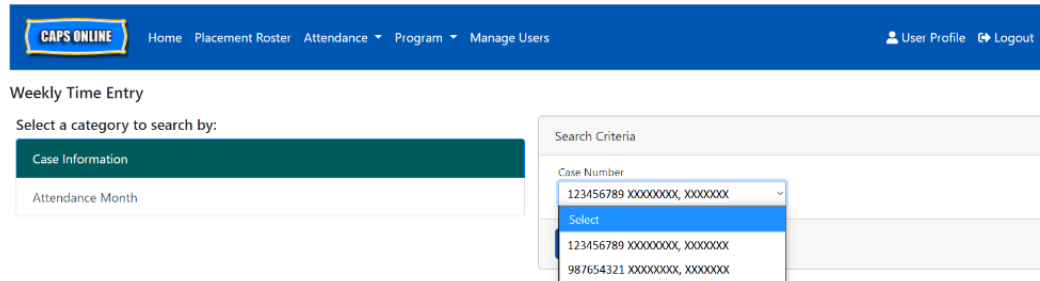 CAPS ONLINE Home Placement Roster Attendance Program Manage Users User Profile Logout
Weekly Time Entry
Select a category to search by:
Case Information
Attendance Month
Search Criteria
Case Number
123456789 XXXXXXXX, XXXXXXX
Select
123456789 XXXXXXXX, XXXXXXX
987654321 XXXXXXXX, XXXXXXX